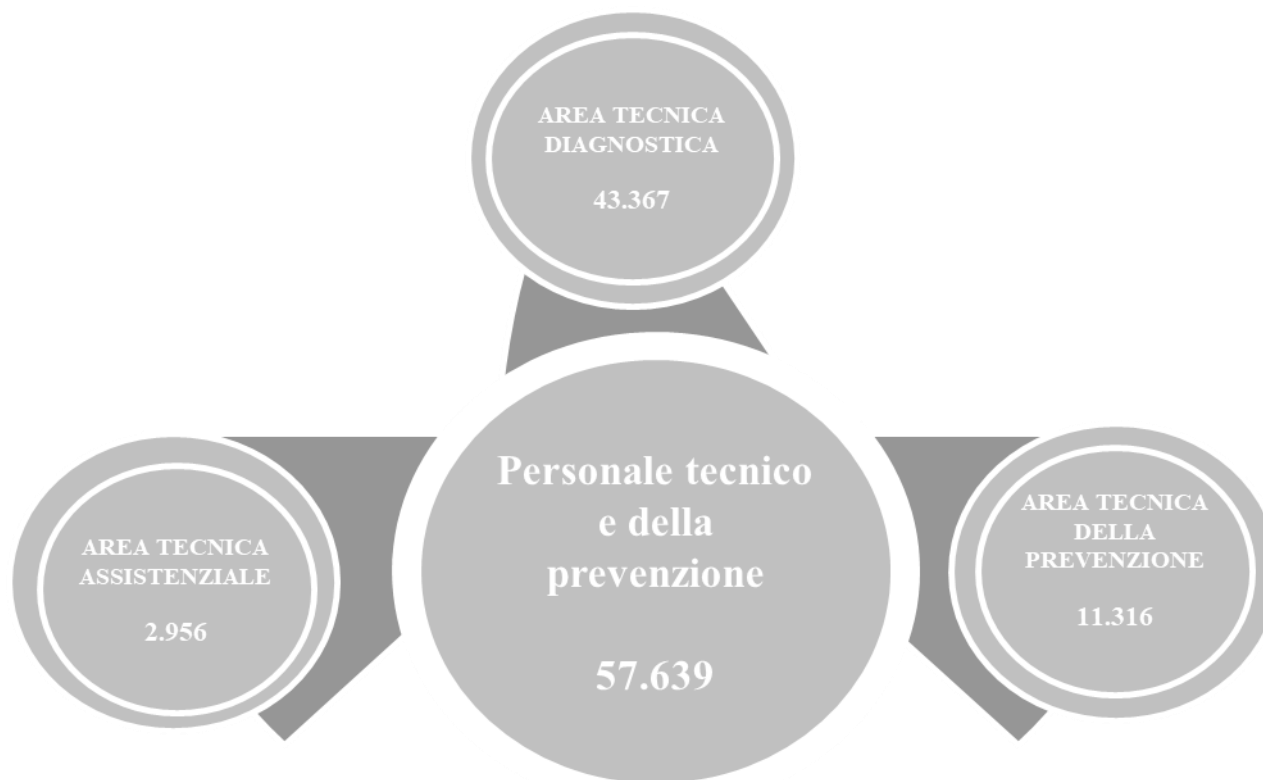 AREA TECNICA
DIAGNOSTICA
43.367
Personale tecnico
e della
prevenzione
57.639
AREA TECNICA
ASSISTENZIALE
2.956
AREA TECNICA
DELLA
PREVENZIONE
11.316